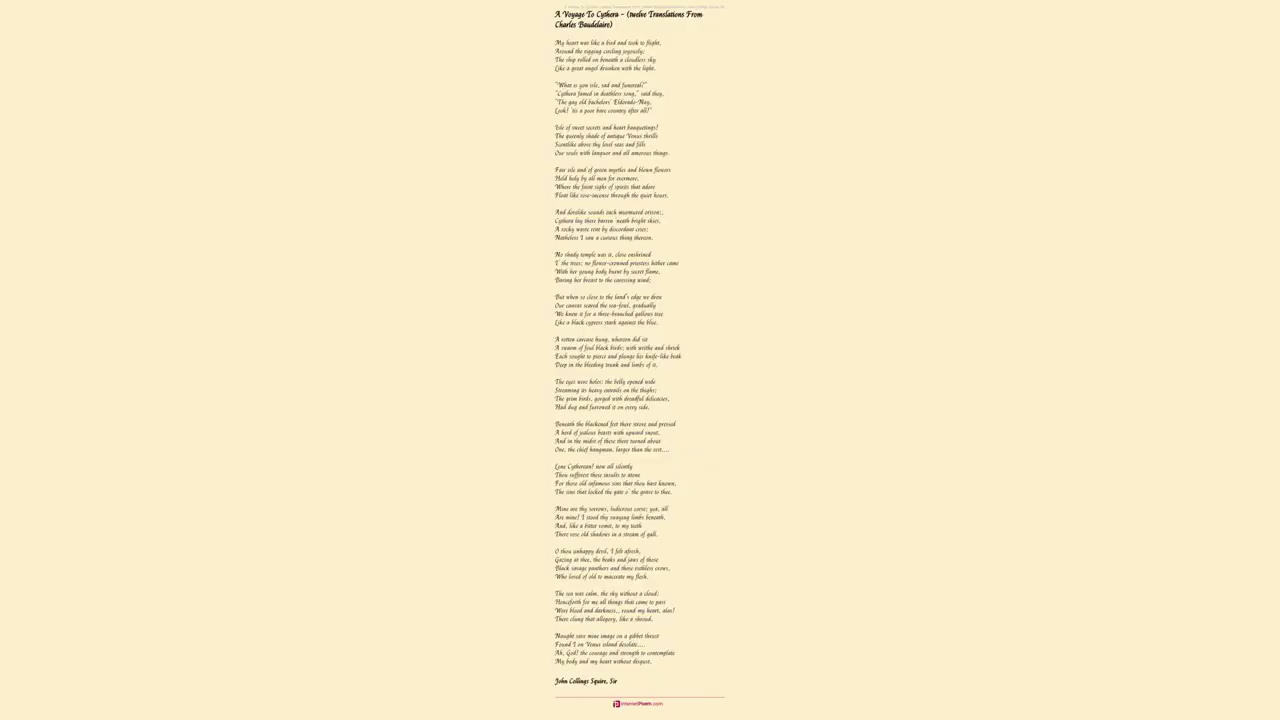 A Voyage To Cythera - (twelve Translations From
Charles Baudelaire)
My heart was like a bird and took to flight,
Around the rigging circling joyously;
The ship rolled on beneath a cloudless sky
Like a great angel drunken with the light.
"What is yon isle, sad and funereal?"
"Cythera famed in deathless song," said they,
"The gay old bachelors' Eldorado-Nay,
Look! 'tis a poor bare country after all!"
Isle of sweet secrets and heart banquetings!
The queenly shade of antique Venus thrills
Scentlike above thy level seas and fills
Our souls with languor and all amorous things.
Fair isle and of green myrtles and blown flowers
Held holy by all men for evermore,
Where the faint sighs of spirits that adore
Float like rose-incense through the quiet hours,
And dovelike sounds each murmured orison;,
Cythera lay there barren 'neath bright skies,
A rocky waste rent by discordant cries;
Natheless I saw a curious thing thereon.
No shady temple was it, close enshrined
I' the trees; no flower-crowned priestess hither came
With her young body burnt by secret flame,
Baring her breast to the caressing wind;
But when so close to the land's edge we drew
Our canvas scared the sea-fowl, gradually
We knew it for a three-branched gallows tree
Like a black cypress stark against the blue.
A rotten carcase hung, whereon did sit
A swarm of foul black birds; with writhe and shriek
Each sought to pierce and plunge his knife-like beak
Deep in the bleeding trunk and limbs of it.
The eyes were holes; the belly opened wide
Streaming its heavy entrails on the thighs;
The grim birds, gorged with dreadful delicacies,
Had dug and furrowed it on every side.
Beneath the blackened feet there strove and pressed
A herd of jealous beasts with upward snout,
And in the midst of these there turned about
One, the chief hangman, larger than the rest....
Lone Cytherean! now all silently
Thou sufferest these insults to atone
For those old infamous sins that thou hast known,
The sins that locked the gate o' the grave to thee.
Mine are thy sorrows, ludicrous corse; yea, all
Are mine! I stood thy swaying limbs beneath,
And, like a bitter vomit, to my teeth
There rose old shadows in a stream of gall.
O thou unhappy devil, I felt afresh,
Gazing at thee, the beaks and jaws of those
Black savage panthers and those ruthless crows,
Who loved of old to macerate my flesh.
The sea was calm, the sky without a cloud;
Henceforth for me all things that came to pass
Were blood and darkness,, round my heart, alas!
There clung that allegory, like a shroud.
Naught save mine image on a gibbet thrust
Found I on Venus island desolate....
Ah, God! the courage and strength to contemplate
My body and my heart without disgust.
John Collings Squire, Sir
InternetPoem.com